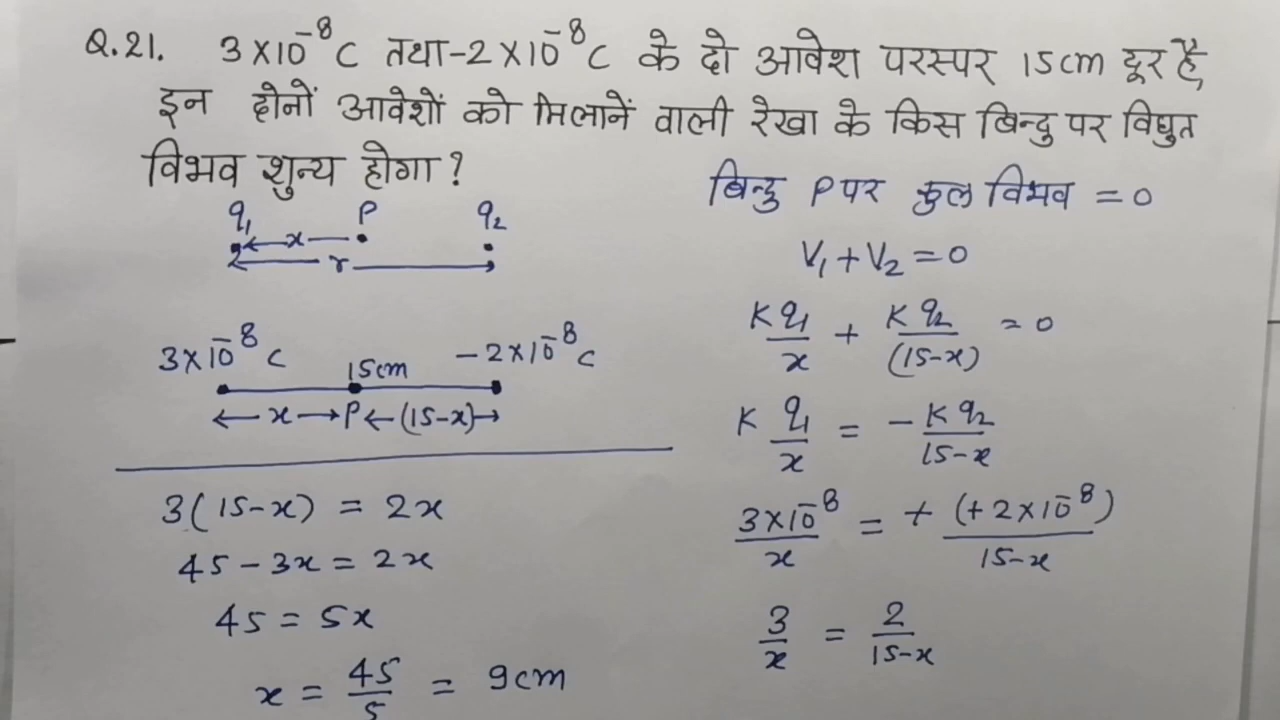 Q.21. 3×10⁻⁸C तथा -2×10⁻⁸C के दो आवेश परस्पर 15cm दूर है,
इन दोनों आवेशों को मिलानें वाली रेखा के किस बिन्दु पर विद्युत
विभव शुन्य होगा?
q₁ P q₂
x
r
3×10⁻⁸C 15cm -2×10⁻⁸C
x P (15-x)
3(15-x) = 2x
45-3x = 2x
45 = 5x
x = 45/5 = 9cm
बिन्दु P पर कुल विभव = 0
V₁+V₂ = 0
Kq₁/x + Kq₂/(15-x) = 0
K q₁/x = -Kq₂/15-x
3×10⁻⁸/x = + (+2×10⁻⁸)/15-x
3/x = 2/15-x